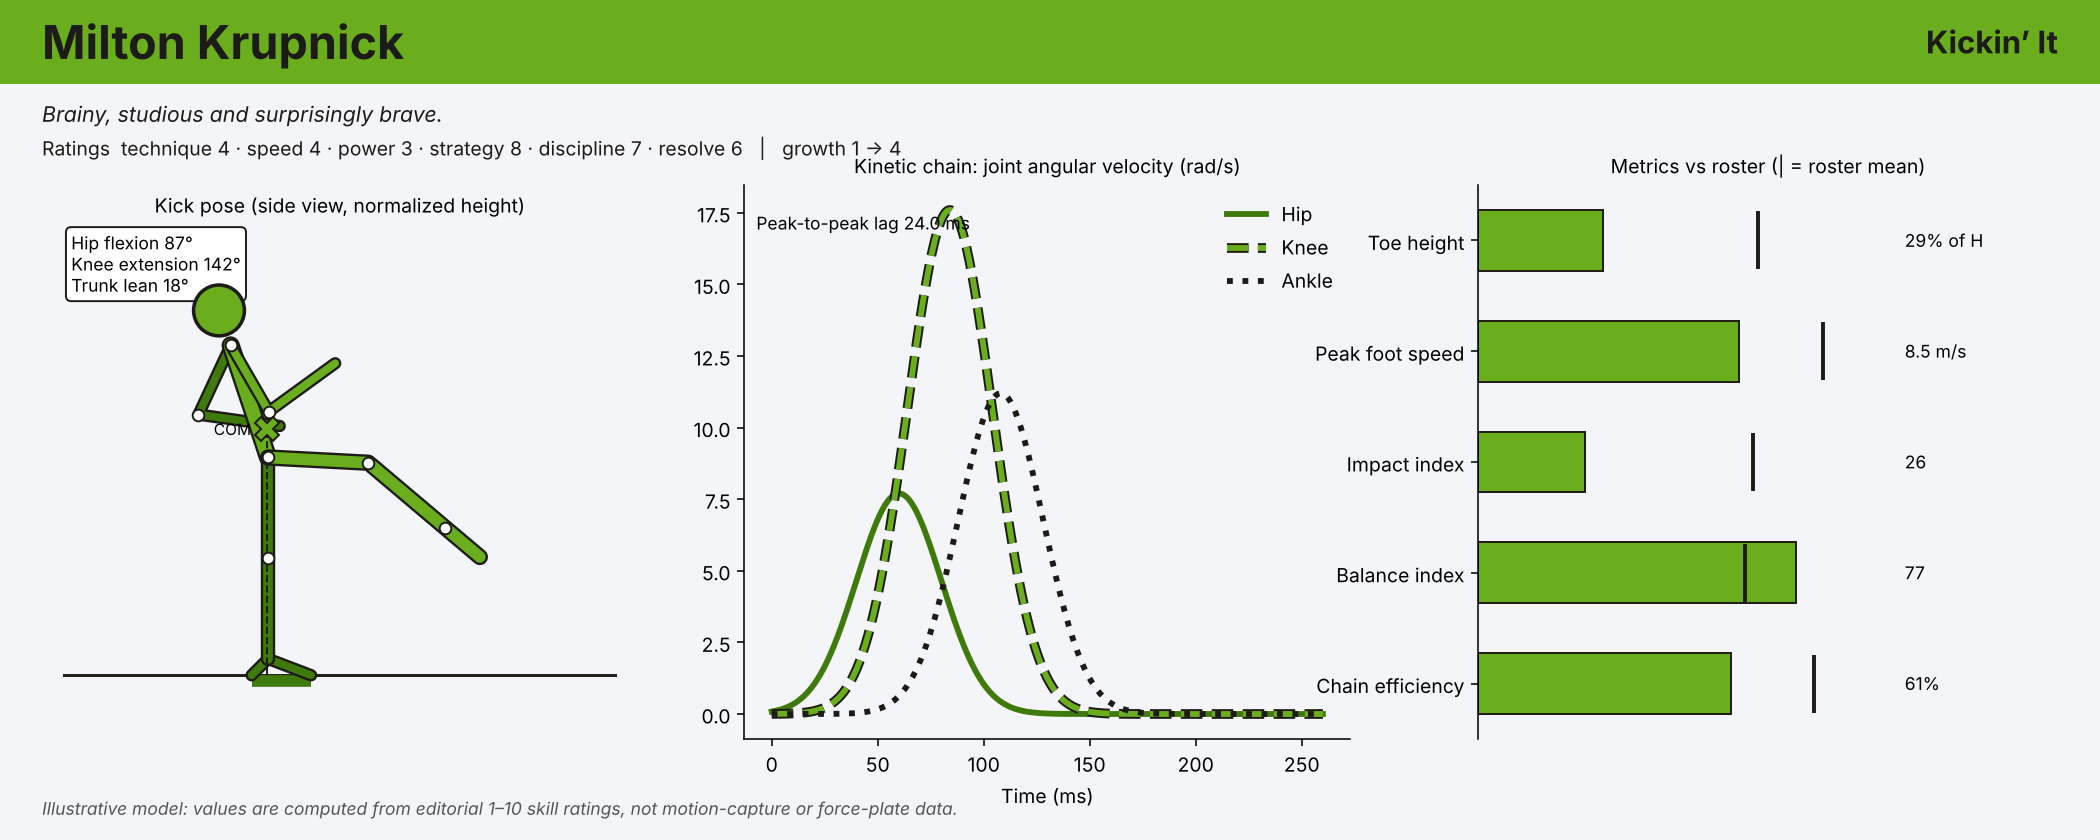 Milton Krupnick
Kickin’ It
Brainy, studious and surprisingly brave.
Ratings technique 4 · speed 4 · power 3 · strategy 8 · discipline 7 · resolve 6 | growth 1 → 4
Kick pose (side view, normalized height)
Hip flexion 87°
Knee extension 142°
Trunk lean 18°
COM
Kinetic chain: joint angular velocity (rad/s)
Peak-to-peak lag 24.0 ms
Hip
Knee
Ankle
17.5
15.0
12.5
10.0
7.5
5.0
2.5
0.0
0 50 100 150 200 250
Time (ms)
Metrics vs roster (| = roster mean)
Toe height 29% of H
Peak foot speed 8.5 m/s
Impact index 26
Balance index 77
Chain efficiency 61%
Illustrative model: values are computed from editorial 1–10 skill ratings, not motion-capture or force-plate data.